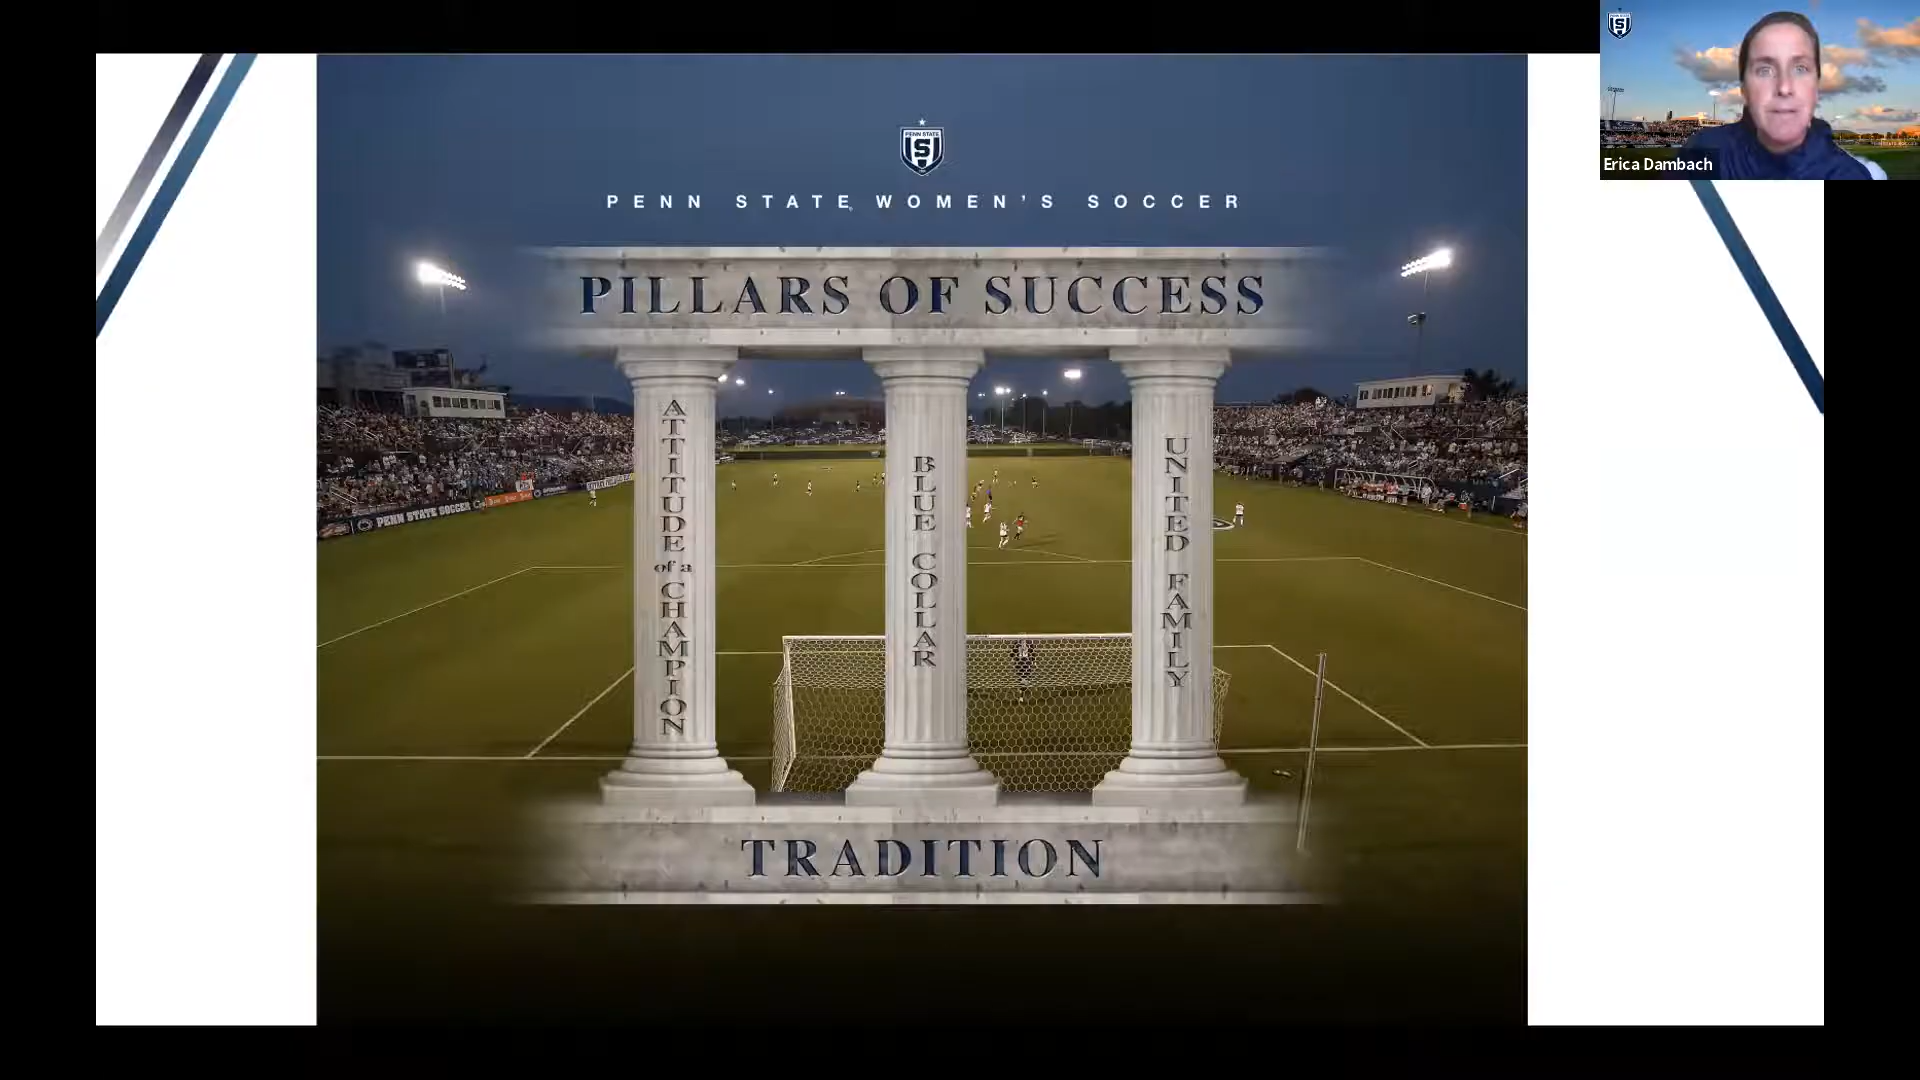 PENN STATE
S
PENN STATE WOMEN'S SOCCER
PILLARS OF SUCCESS
ATTITUDE
of a
CHAMPION
BLUE COLLAR
UNITED FAMILY
PENN STATE SOCCER
TRADITION
Erica Dambach